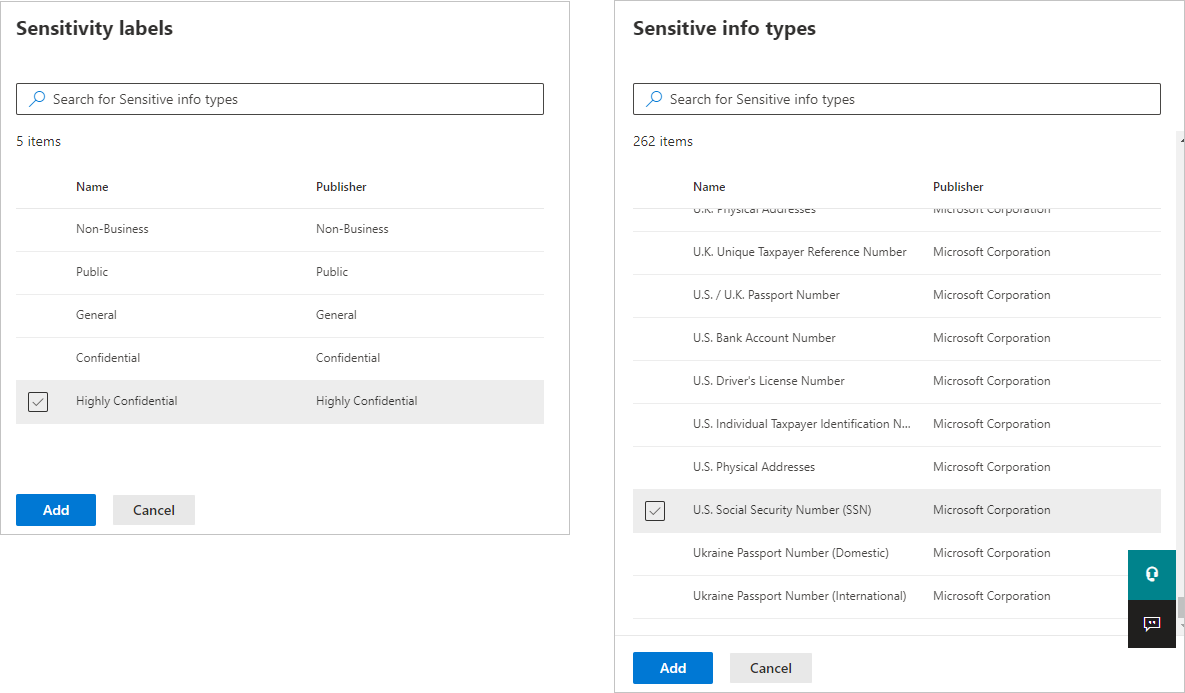 Sensitivity labels
Search for Sensitive info types
5 items
Name Publisher
Non-Business Non-Business
Public Public
General General
Confidential Confidential
Highly Confidential Highly Confidential
Add Cancel
Sensitive info types
Search for Sensitive info types
262 items
Name Publisher
U.K. Physical Addresses Microsoft Corporation
U.K. Unique Taxpayer Reference Number Microsoft Corporation
U.S. / U.K. Passport Number Microsoft Corporation
U.S. Bank Account Number Microsoft Corporation
U.S. Driver's License Number Microsoft Corporation
U.S. Individual Taxpayer Identification N... Microsoft Corporation
U.S. Physical Addresses Microsoft Corporation
U.S. Social Security Number (SSN) Microsoft Corporation
Ukraine Passport Number (Domestic) Microsoft Corporation
Ukraine Passport Number (International) Microsoft Corporation
Add Cancel